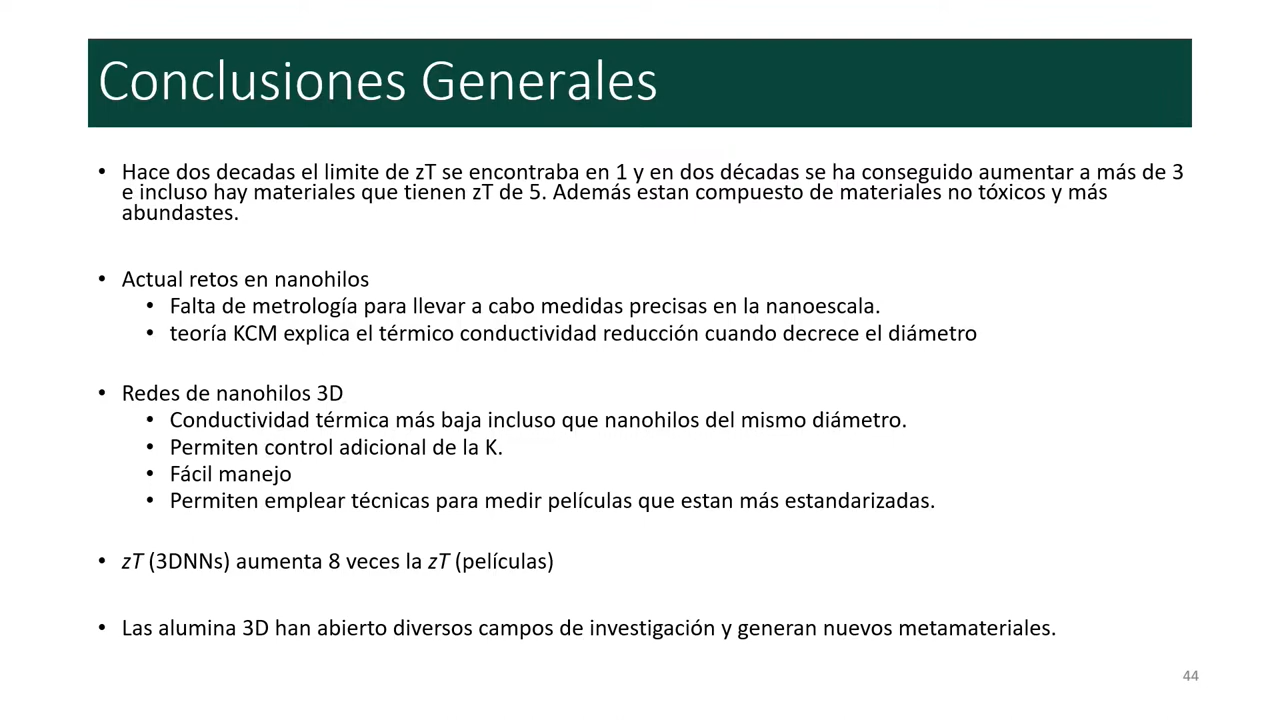 Conclusiones Generales
• Hace dos decadas el limite de zT se encontraba en 1 y en dos décadas se ha conseguido aumentar a más de 3
e incluso hay materiales que tienen zT de 5. Además estan compuesto de materiales no tóxicos y más
abundastes.
• Actual retos en nanohilos
• Falta de metrología para llevar a cabo medidas precisas en la nanoescala.
• teoría KCM explica el térmico conductividad reducción cuando decrece el diámetro
• Redes de nanohilos 3D
• Conductividad térmica más baja incluso que nanohilos del mismo diámetro.
• Permiten control adicional de la K.
• Fácil manejo
• Permiten emplear técnicas para medir películas que estan más estandarizadas.
• zT (3DNNs) aumenta 8 veces la zT (películas)
• Las alumina 3D han abierto diversos campos de investigación y generan nuevos metamateriales.
44